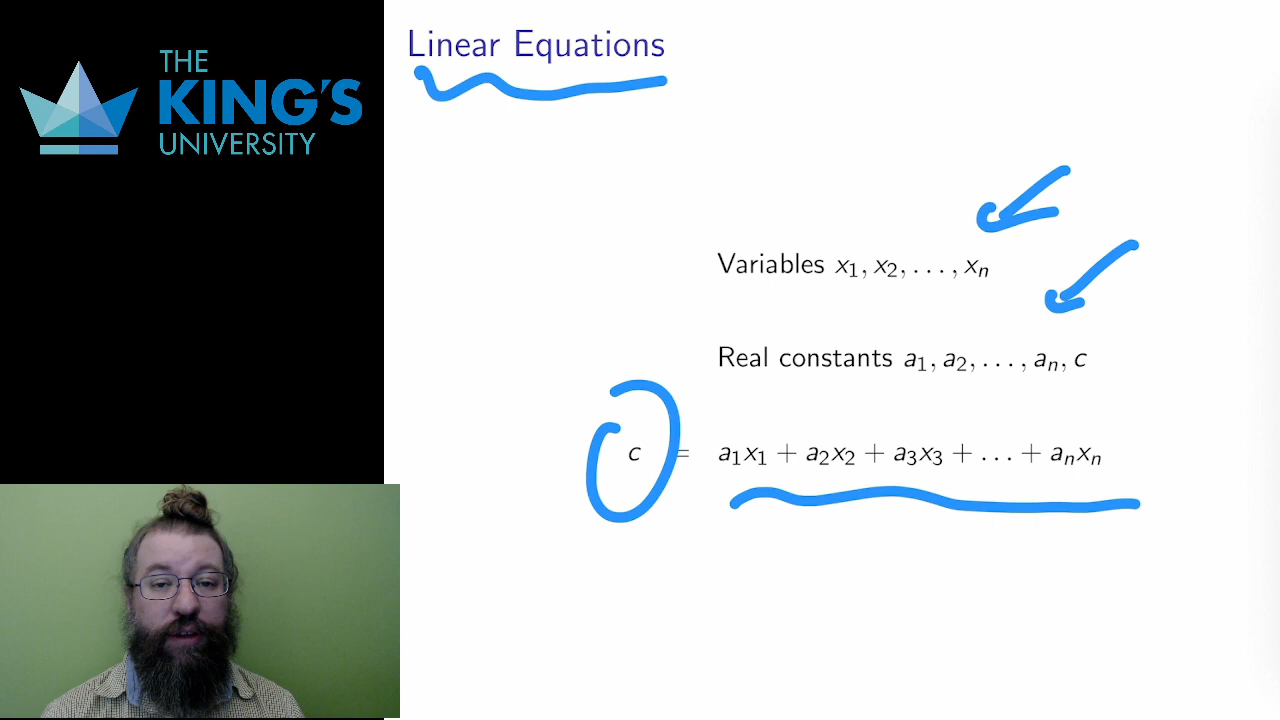 THE
KING'S
UNIVERSITY
Linear Equations
Variables x₁, x₂, . . . , xₙ
Real constants a₁, a₂, . . . , aₙ, c
c = a₁x₁ + a₂x₂ + a₃x₃ + . . . + aₙxₙ